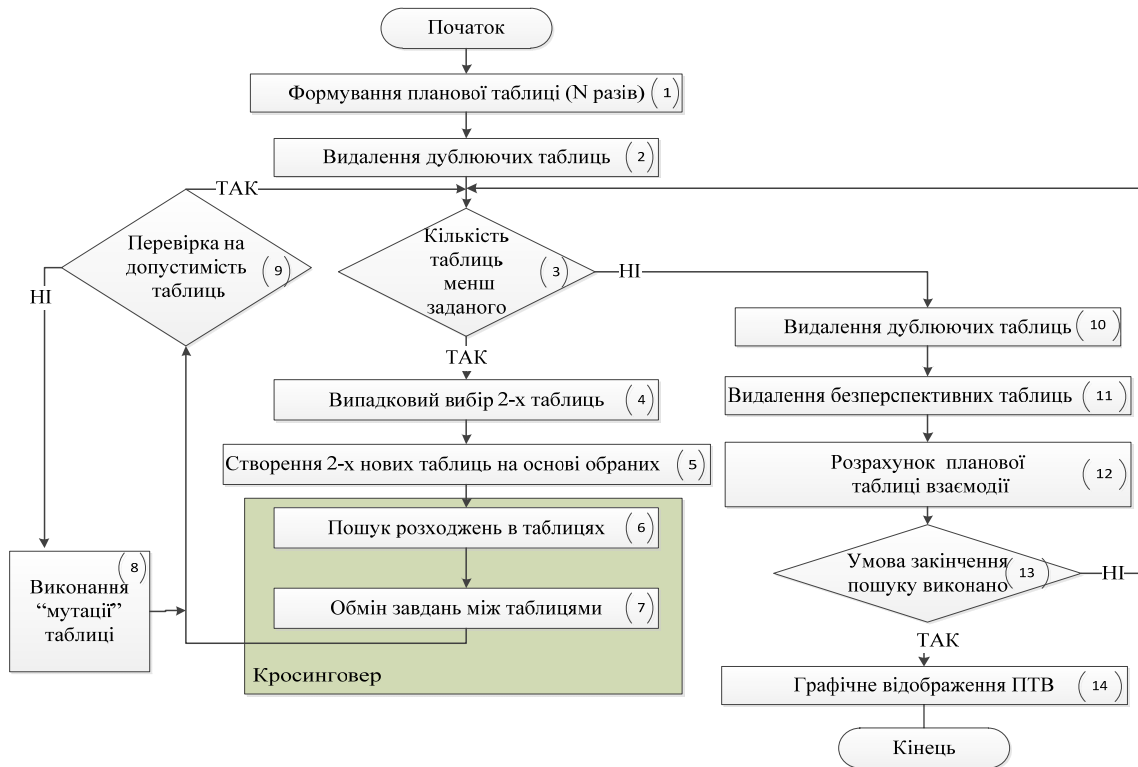 Початок
Формування планової таблиці (N разів) 1
Видалення дублюючих таблиць 2
ТАК
Кількість
таблиць
менш
заданого
3
НІ
ТАК
Перевірка на
допустимість
таблиць
9
НІ
Випадковий вибір 2-х таблиць 4
Створення 2-х нових таблиць на основі обраних 5
Пошук розходжень в таблицях 6
Обмін завдань між таблицями 7
Кросинговер
8
Виконання
“мутації”
таблиці
Видалення дублюючих таблиць 10
Видалення безперспективних таблиць 11
Розрахунок планової
таблиці взаємодії
12
Умова закінчення
пошуку виконано
13
НІ
ТАК
Графічне відображення ПТВ 14
Кінець